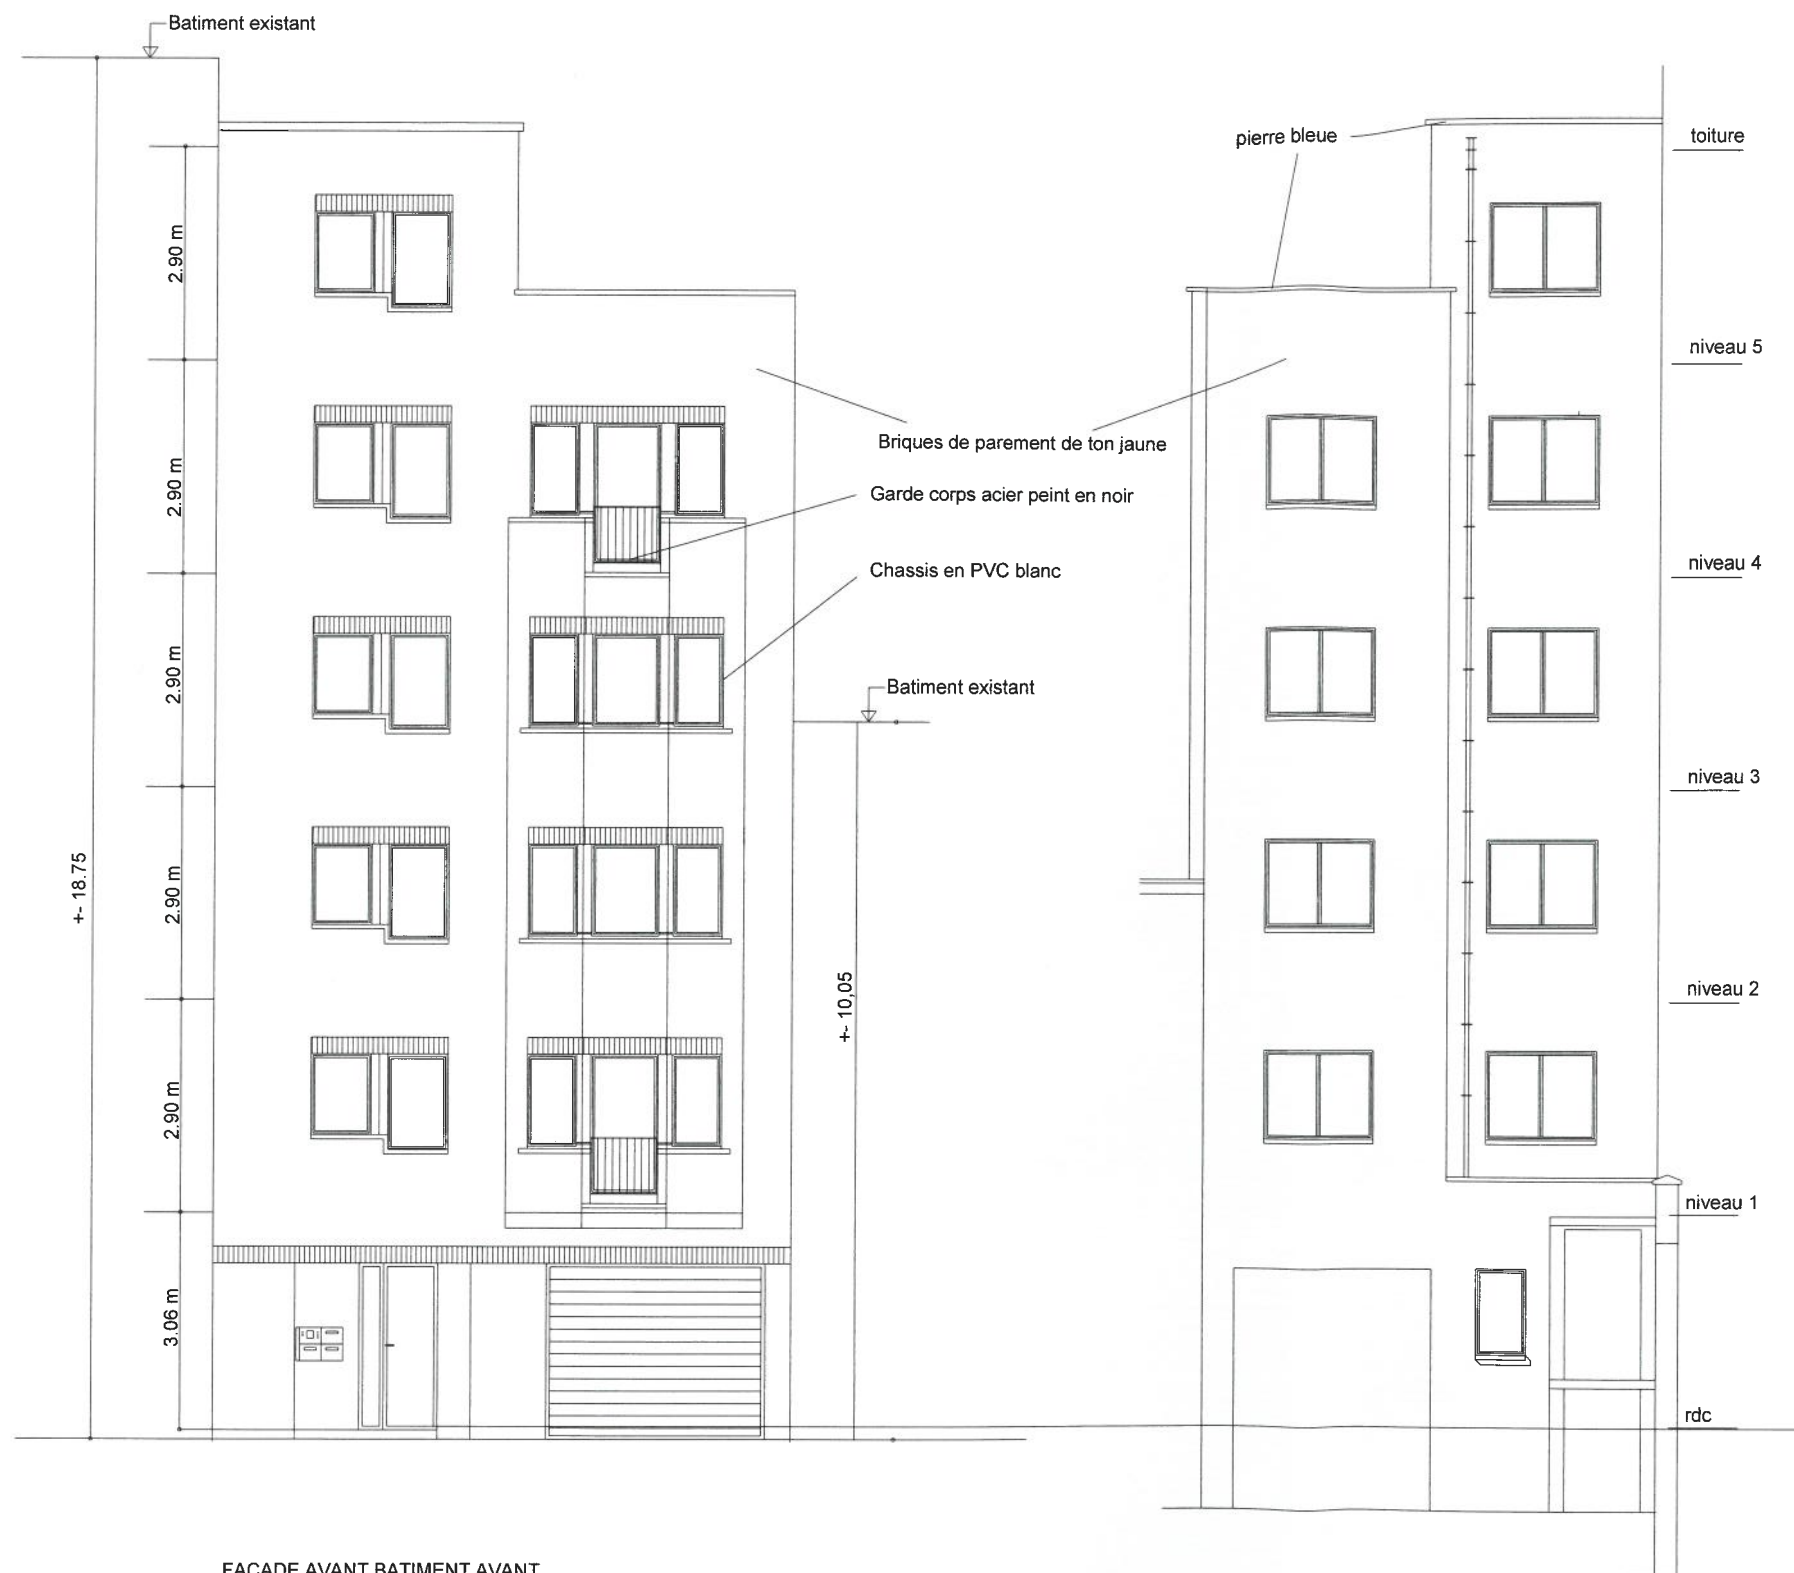 Batiment existant
pierre bleue
toiture
2.90 m
niveau 5
Briques de parement de ton jaune
2.90 m
Garde corps acier peint en noir
niveau 4
Chassis en PVC blanc
2.90 m
Batiment existant
niveau 3
+- 18.75
2.90 m
niveau 2
+- 10,05
2.90 m
niveau 1
3.06 m
rdc
FACADE AVANT BATIMENT AVANT